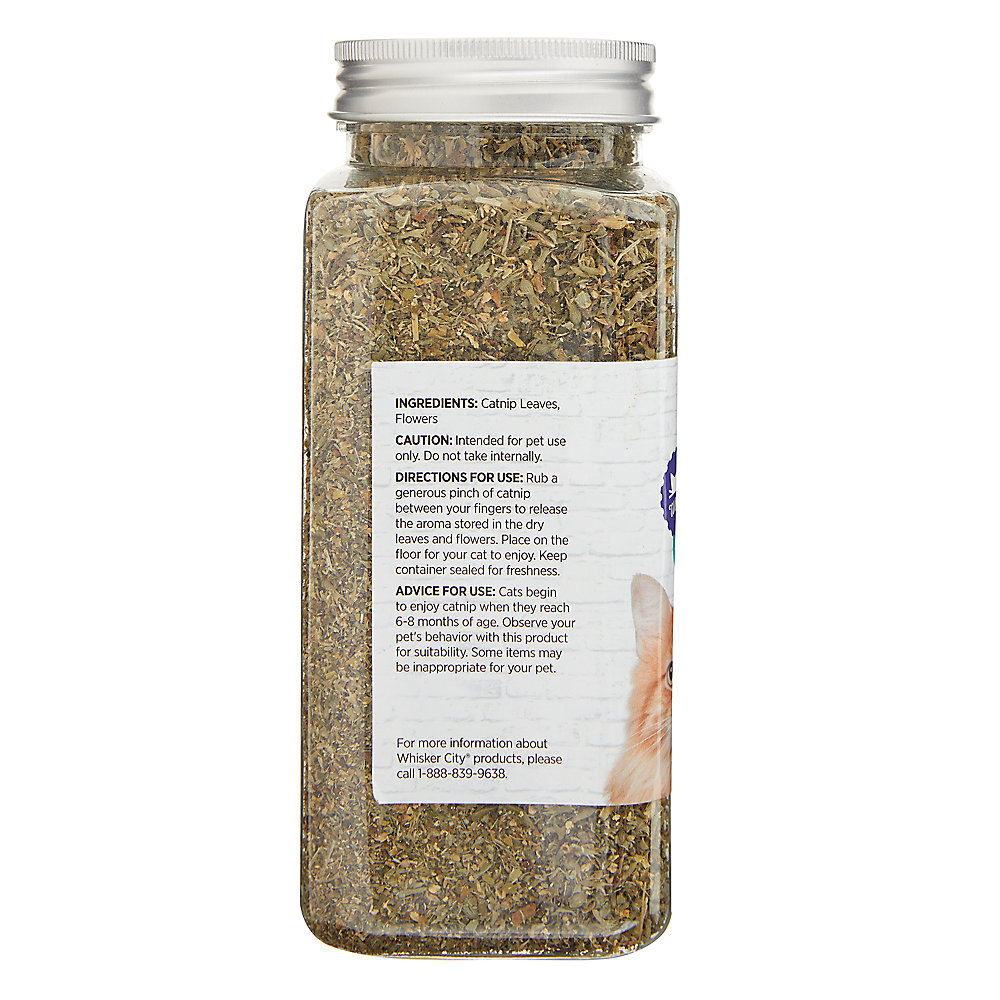 INGREDIENTS: Catnip Leaves,
Flowers
CAUTION: Intended for pet use
only. Do not take internally.
DIRECTIONS FOR USE: Rub a
generous pinch of catnip
between your fingers to release
the aroma stored in the dry
leaves and flowers. Place on the
floor for your cat to enjoy. Keep
container sealed for freshness.
ADVICE FOR USE: Cats begin
to enjoy catnip when they reach
6-8 months of age. Observe your
pet's behavior with this product
for suitability. Some items may
be inappropriate for your pet.
For more information about
Whisker City® products, please
call 1-888-839-9638.